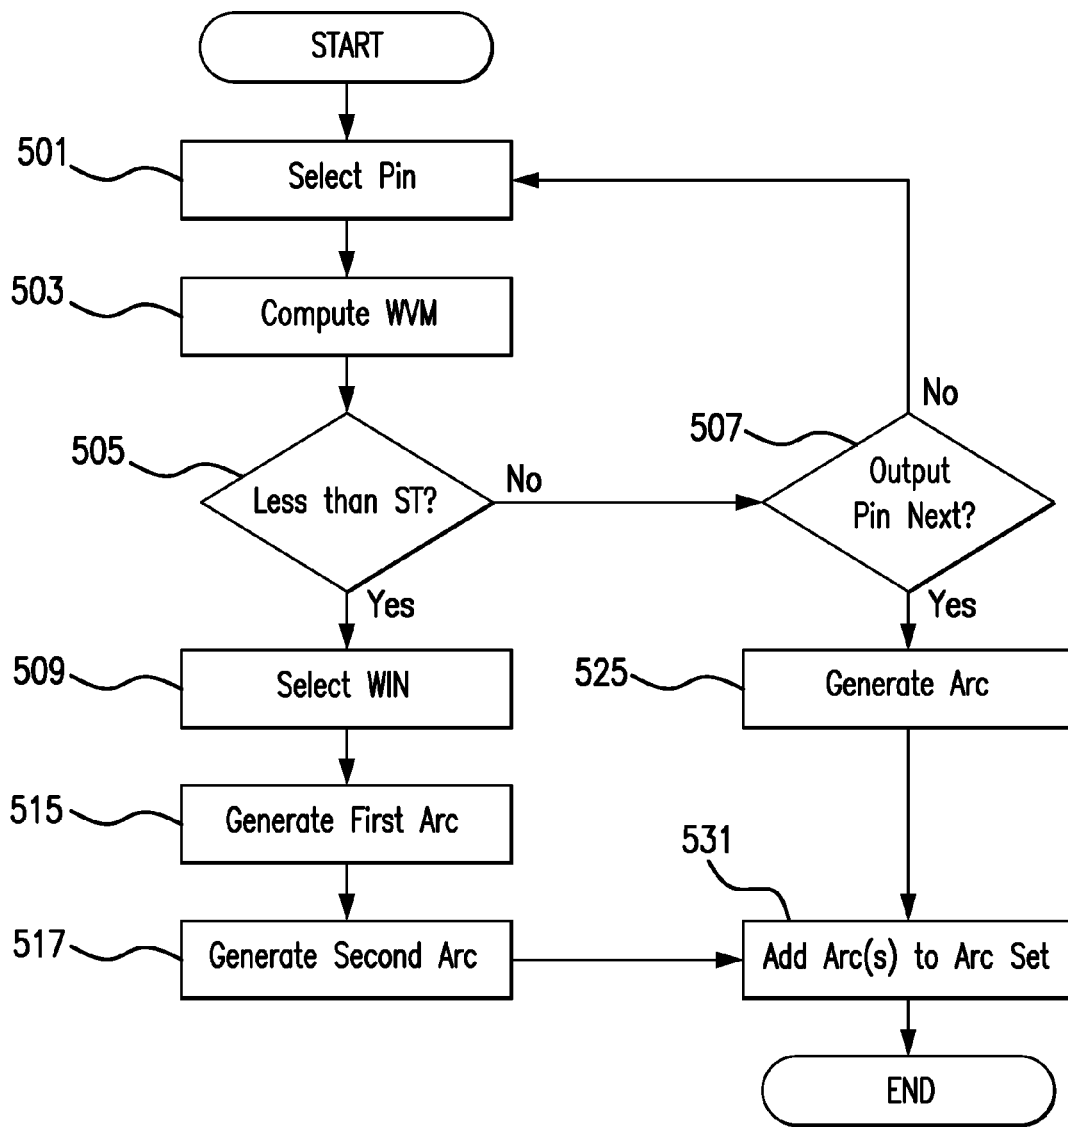 START
501
Select Pin
503
Compute WVM
No
505
507
Less than ST?
No
Output
Pin Next?
Yes
Yes
509
Select WIN
525
Generate Arc
515
Generate First Arc
531
517
Generate Second Arc
Add Arc(s) to Arc Set
END